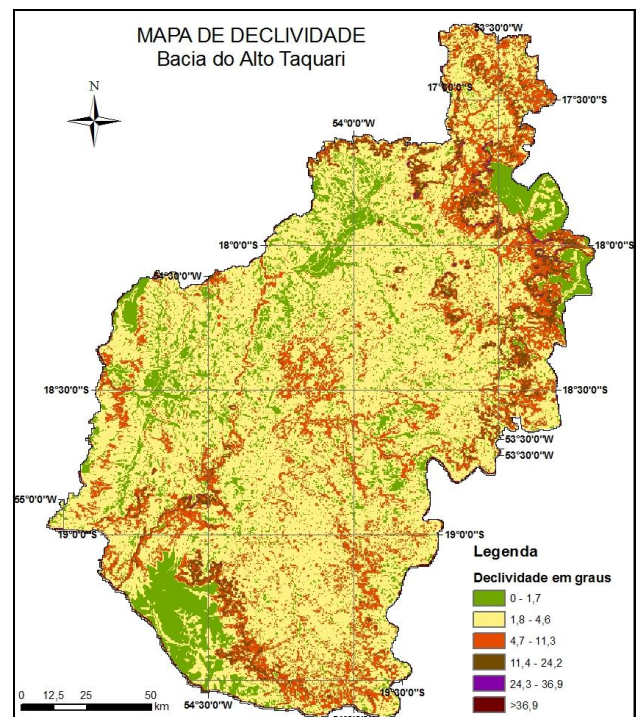 MAPA DE DECLIVIDADE
Bacia do Alto Taquari
N
53°30'0"W
17°30'0"S
17°30'0"S
54°0'0"W
18°0'0"S
18°0'0"S
54°30'0"W
18°30'0"S
18°30'0"S
53°30'0"W
53°30'0"W
55°0'0"W
19°0'0"S
19°0'0"S
Legenda
Declividade em graus
0 - 1,7
1,8 - 4,6
4,7 - 11,3
11,4 - 24,2
24,3 - 36,9
>36,9
19°30'0"S
0 12,5 25 50
km
54°30'0"W